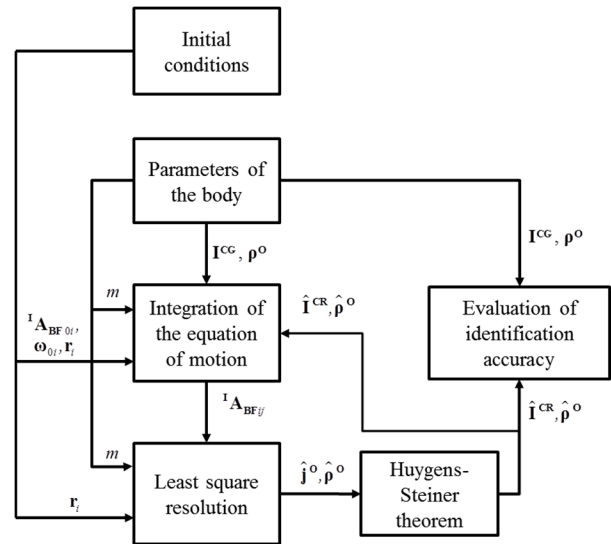 Initial
conditions
Parameters of
the body
I^CG, ρ^O
I^CG, ρ^O
m
Integration of
the equation
of motion
Î^CR, ρ̂^O
Evaluation of
identification
accuracy
^I A_BF 0i,
ω_0i, r_i
^I A_BF ij
Î^CR, ρ̂^O
m
Least square
resolution
ĵ^O, ρ̂^O
Huygens-
Steiner
theorem
r_i